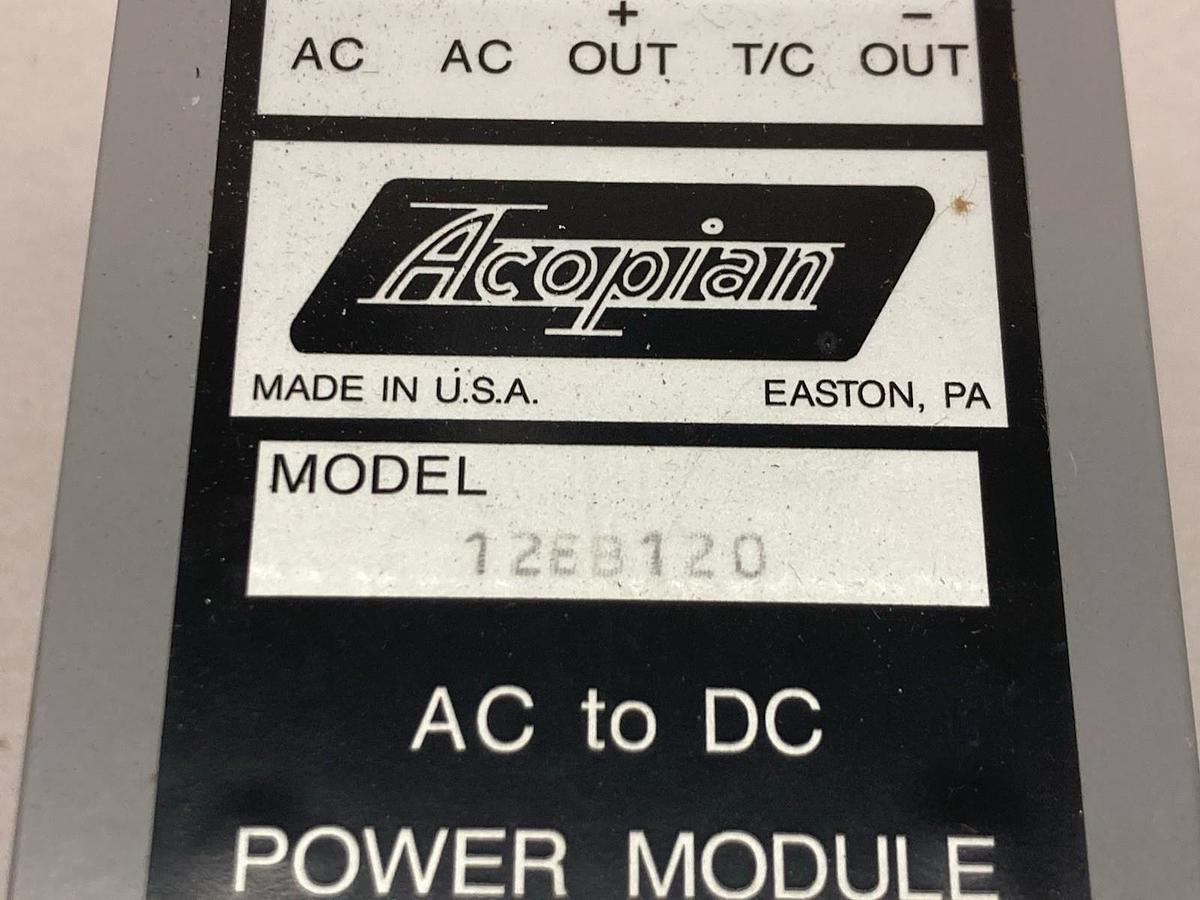 + −
AC AC OUT T/C OUT
Acopian
MADE IN U.S.A. EASTON, PA
MODEL
12EB120
AC to DC
POWER MODULE